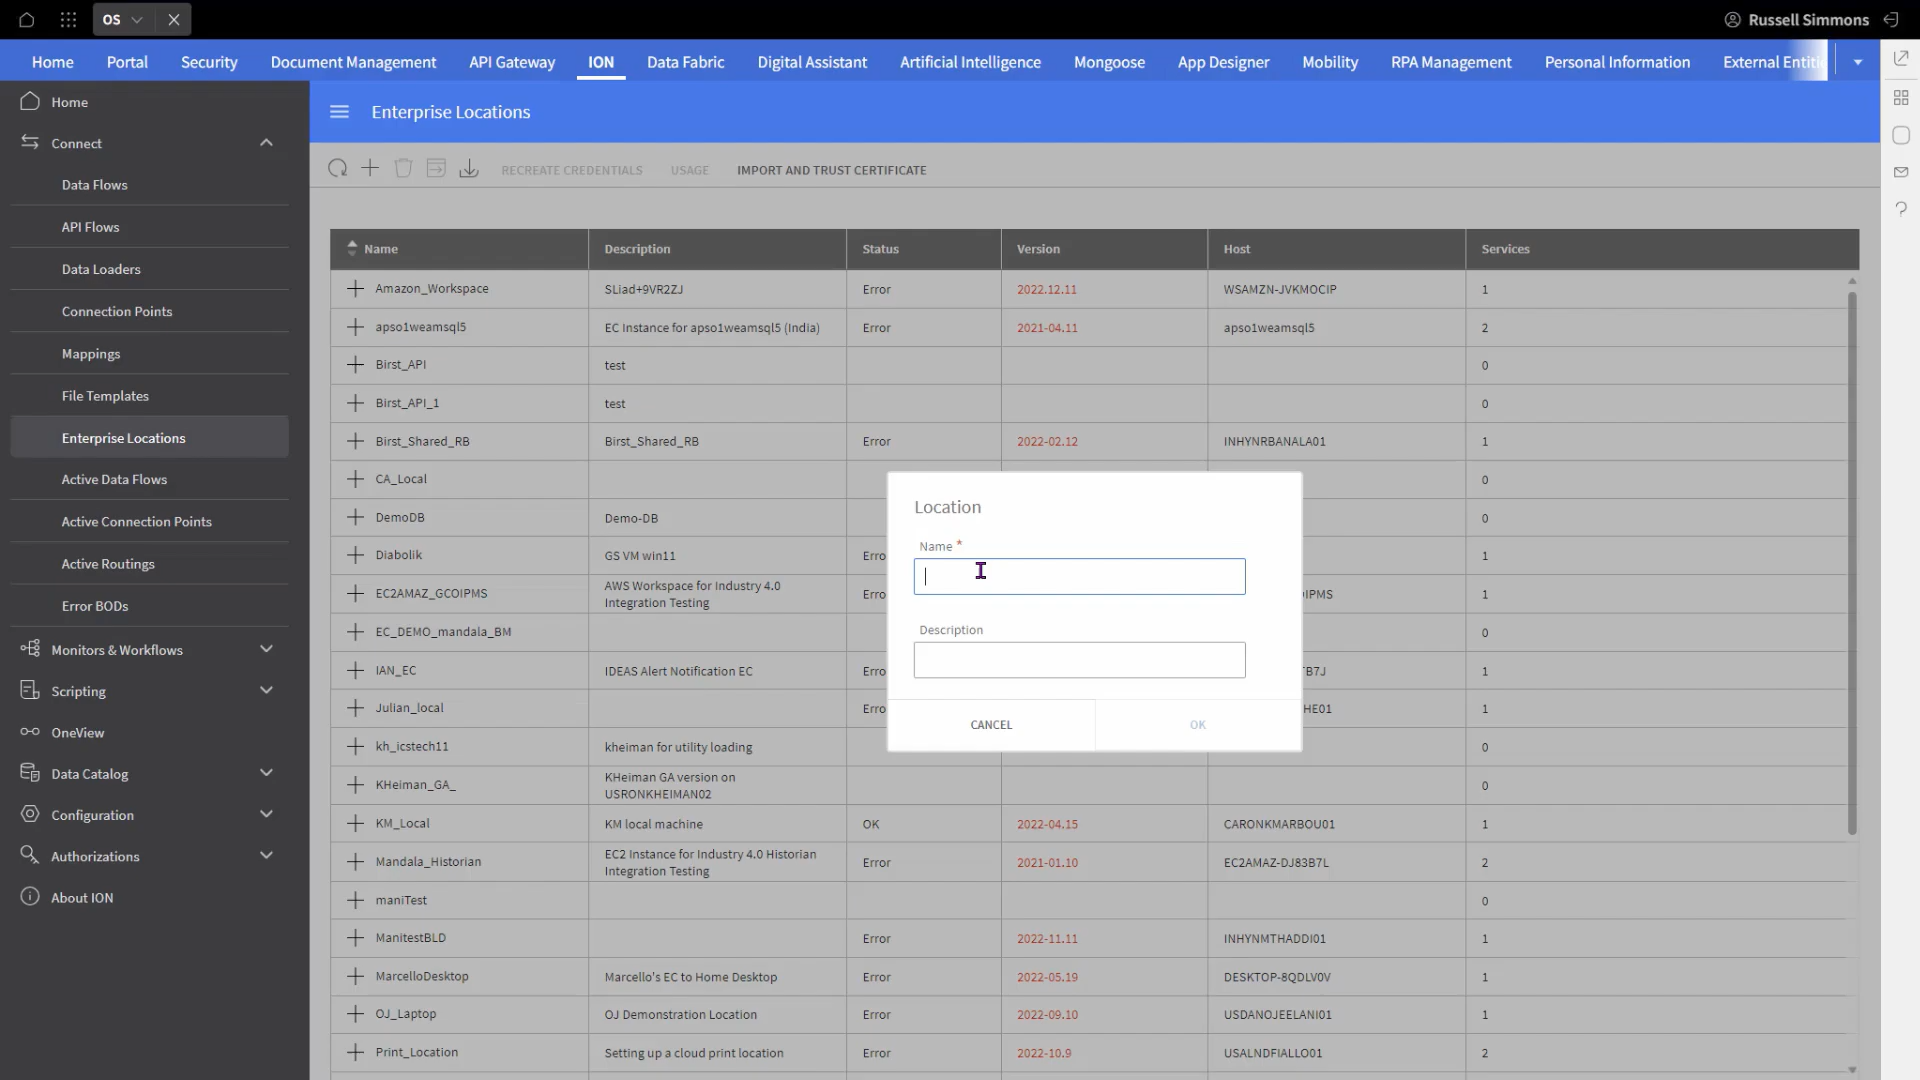 OS
Russell Simmons
Home Portal Security Document Management API Gateway ION Data Fabric Digital Assistant Artificial Intelligence Mongoose App Designer Mobility RPA Management Personal Information External
Home
Connect
Data Flows
API Flows
Data Loaders
Connection Points
Mappings
File Templates
Enterprise Locations
Active Data Flows
Active Connection Points
Active Routings
Error BODs
Monitors & Workflows
Scripting
OneView
Data Catalog
Configuration
Authorizations
About ION
Enterprise Locations
RECREATE CREDENTIALS USAGE IMPORT AND TRUST CERTIFICATE
Name Description Status Version Host Services
Amazon_Workspace SLiad+9VR2ZJ Error 2022.12.11 WSAMZN-JVKMOCIP 1
apso1weamsql5 EC Instance for apso1weamsql5 (India) Error 2021-04.11 apso1weamsql5 2
Birst_API test 0
Birst_API_1 test 0
Birst_Shared_RB Birst_Shared_RB Error 2022-02.12 INHYNRBANALA01 1
CA_Local 0
DemoDB Demo-DB 0
Diabolik GS VM win11 Erro 1
EC2AMAZ_GCOIPMS AWS Workspace for Industry 4.0 Integration Testing Erro IPMS 1
EC_DEMO_mandala_BM 0
IAN_EC IDEAS Alert Notification EC Erro B7J 1
Julian_local Erro HE01 1
kh_icstech11 kheiman for utility loading 0
KHeiman_GA_ KHeiman GA version on USRONKHEIMAN02 0
KM_Local KM local machine OK 2022-04.15 CARONKMARBOU01 1
Mandala_Historian EC2 Instance for Industry 4.0 Historian Integration Testing Error 2021-01.10 EC2AMAZ-DJ83B7L 2
maniTest 0
ManitestBLD Error 2022-11.11 INHYNMTHADDI01 1
MarcelloDesktop Marcello's EC to Home Desktop Error 2022-05.19 DESKTOP-8QDLV0V 1
OJ_Laptop OJ Demonstration Location Error 2022-09.10 USDANOJEELANI01 1
Print_Location Setting up a cloud print location Error 2022-10.9 USALNDFIALLO01 2
Location
Name *
Description
CANCEL OK